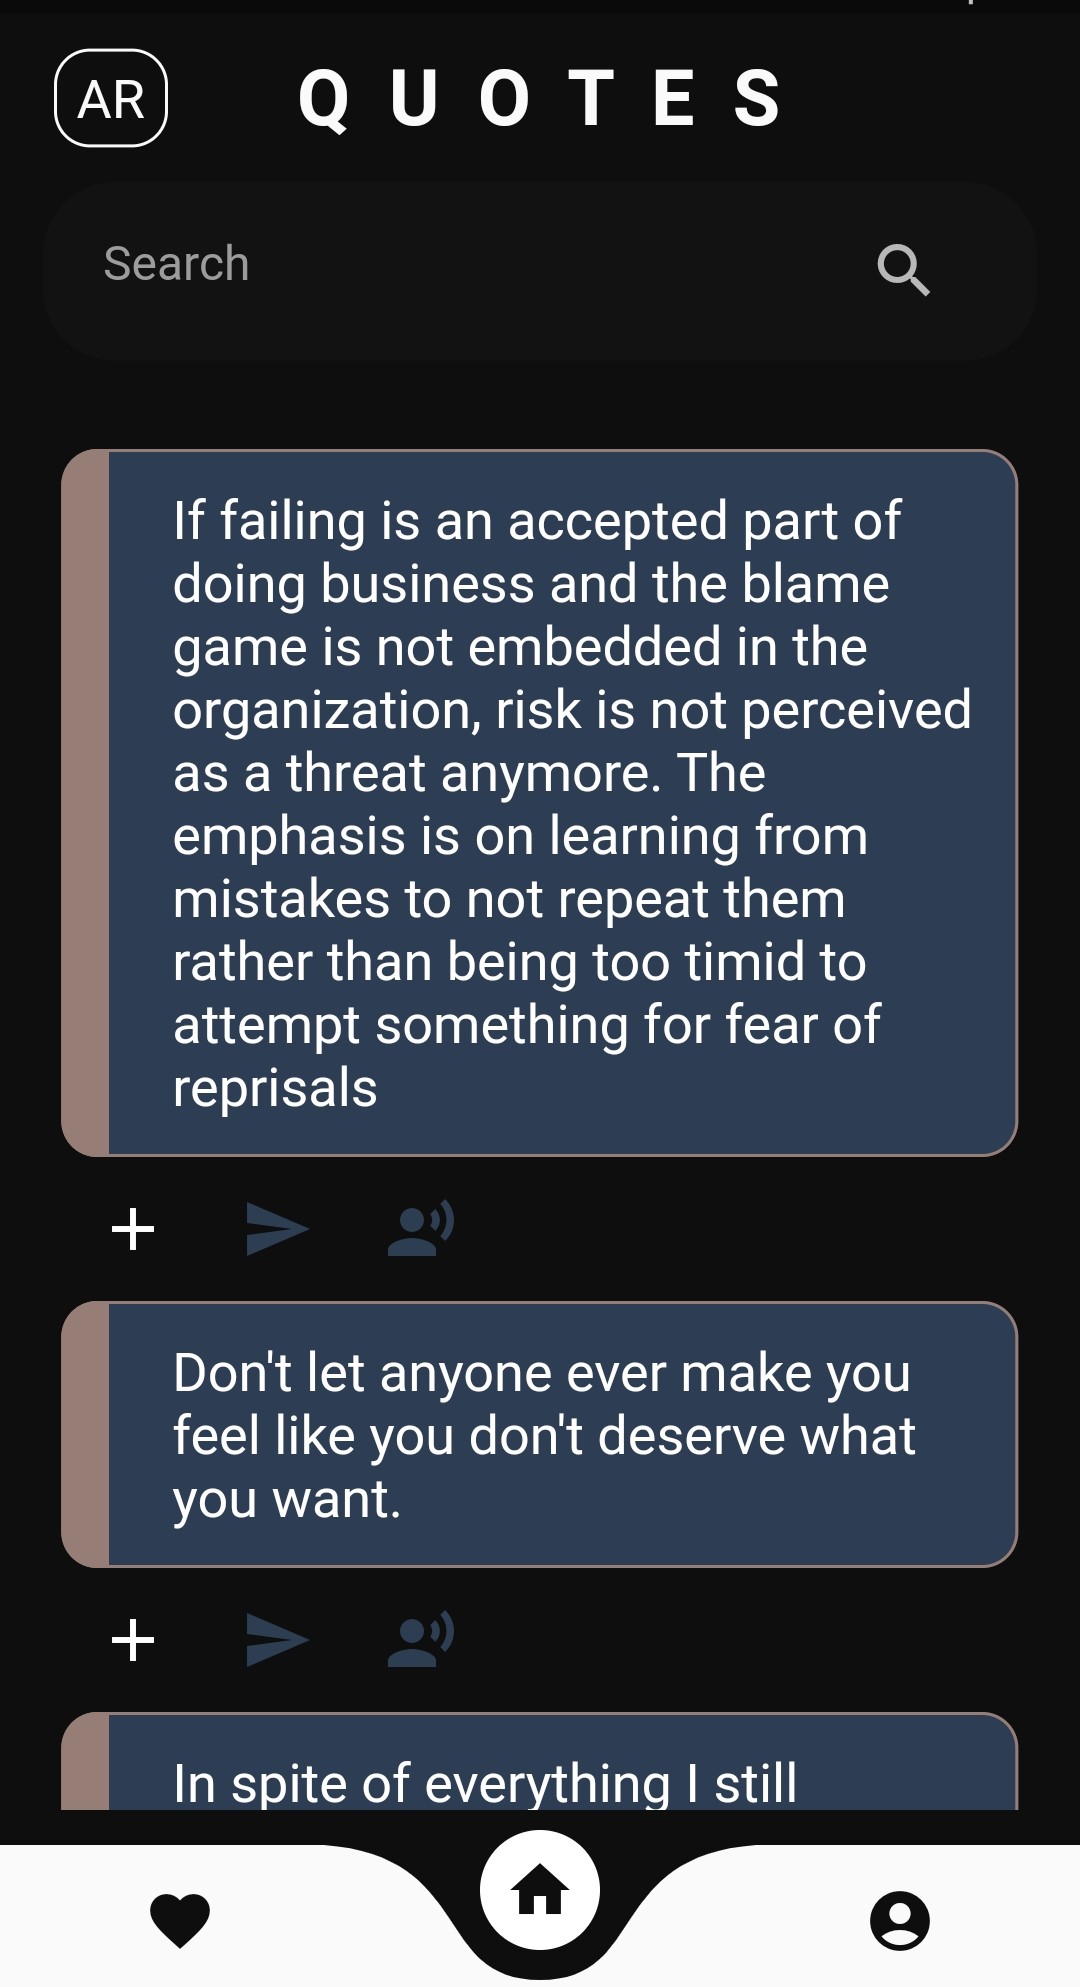 AR
QUOTES
Search
If failing is an accepted part of
doing business and the blame
game is not embedded in the
organization, risk is not perceived
as a threat anymore. The
emphasis is on learning from
mistakes to not repeat them
rather than being too timid to
attempt something for fear of
reprisals
Don't let anyone ever make you
feel like you don't deserve what
you want.
In spite of everything I still